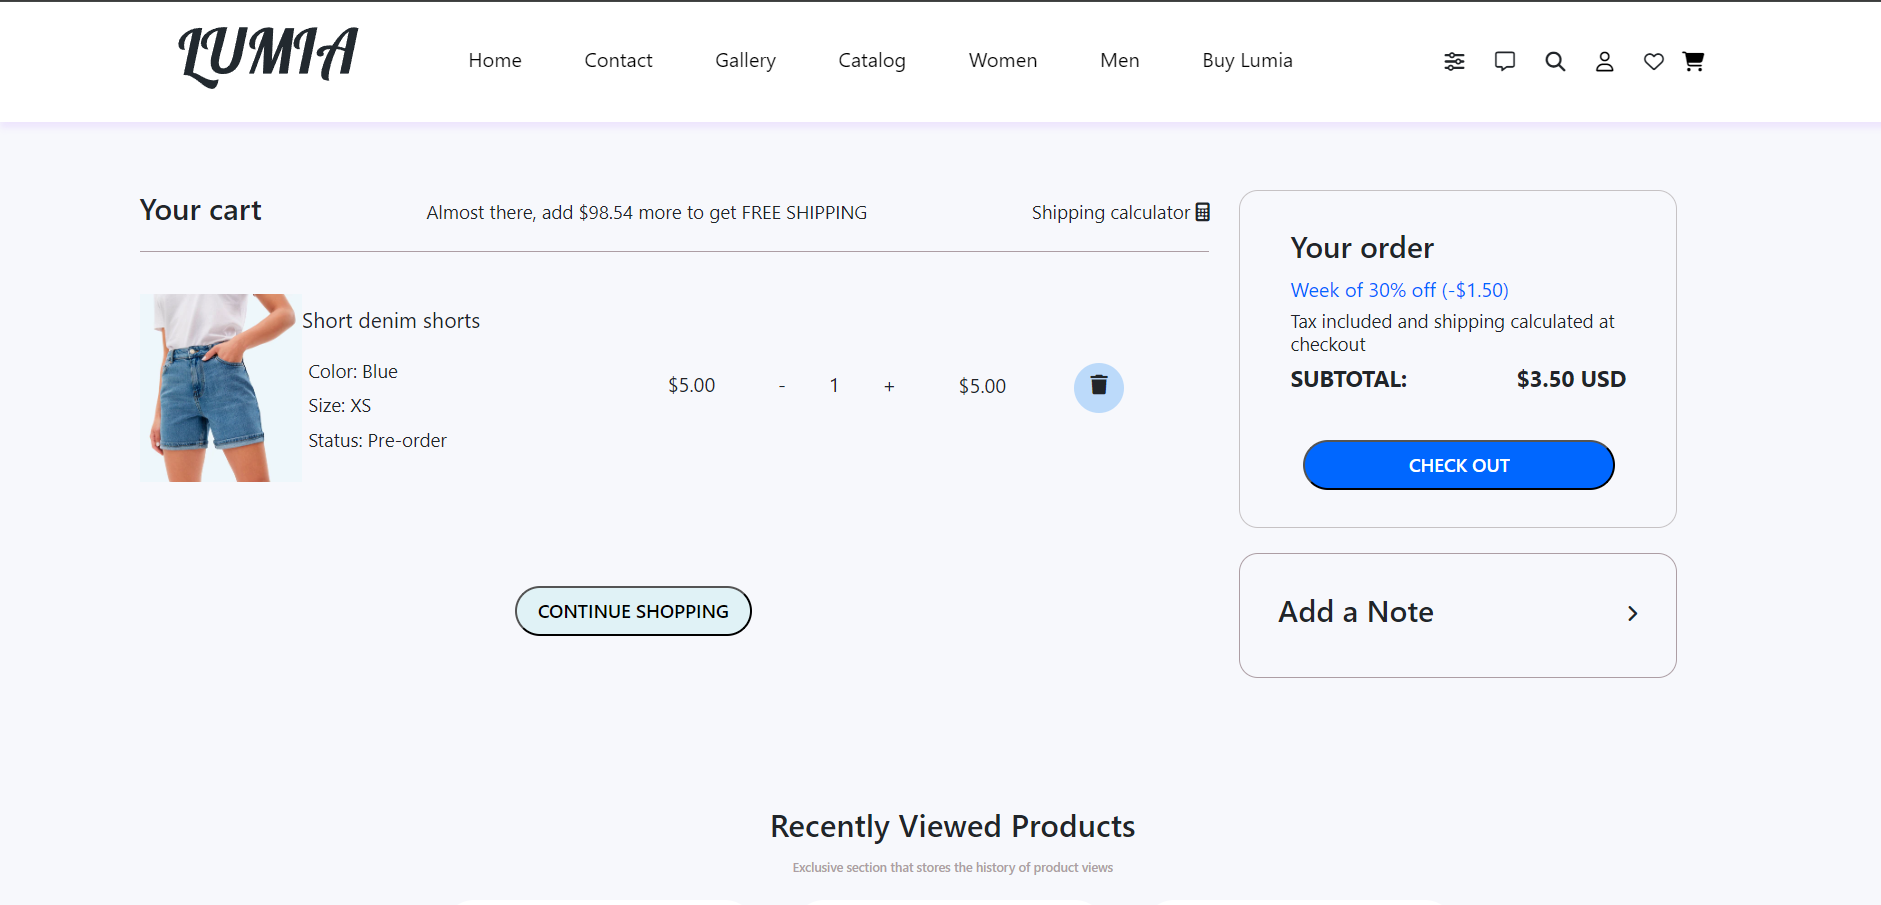 LUMIA
Home
Contact
Gallery
Catalog
Women
Men
Buy Lumia
Your cart
Almost there, add $98.54 more to get FREE SHIPPING
Shipping calculator
Short denim shorts
Color: Blue
Size: XS
Status: Pre-order
$5.00
- 1 +
$5.00
CONTINUE SHOPPING
Your order
Week of 30% off (-$1.50)
Tax included and shipping calculated at
checkout
SUBTOTAL: $3.50 USD
CHECK OUT
Add a Note
Recently Viewed Products
Exclusive section that stores the history of product views